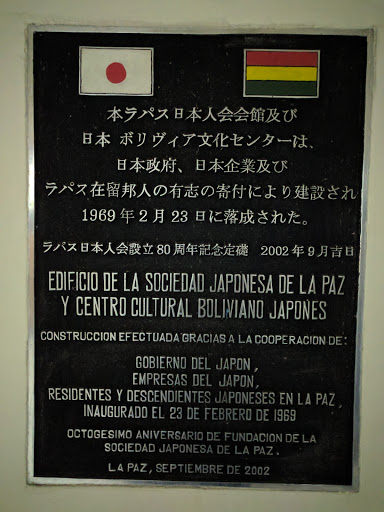 本ラパス日本人会会館及び
日本 ボリヴィア文化センターは、
日本政府、日本企業及び
ラパス在留邦人の有志の寄付により建設され
1969年2月23日に落成された。
ラパス日本人会設立80周年記念定礎 2002年9月吉日
EDIFICIO DE LA SOCIEDAD JAPONESA DE LA PAZ
Y CENTRO CULTURAL BOLIVIANO JAPONES
CONSTRUCCION EFECTUADA GRACIAS A LA COOPERACION DE:
GOBIERNO DEL JAPON,
EMPRESAS DEL JAPON,
RESIDENTES Y DESCENDIENTES JAPONESES EN LA PAZ,
INAUGURADO EL 23 DE FEBRERO DE 1969
OCTOGESIMO ANIVERSARIO DE FUNDACION DE LA
SOCIEDAD JAPONESA DE LA PAZ.
LA PAZ, SEPTIEMBRE DE 2002